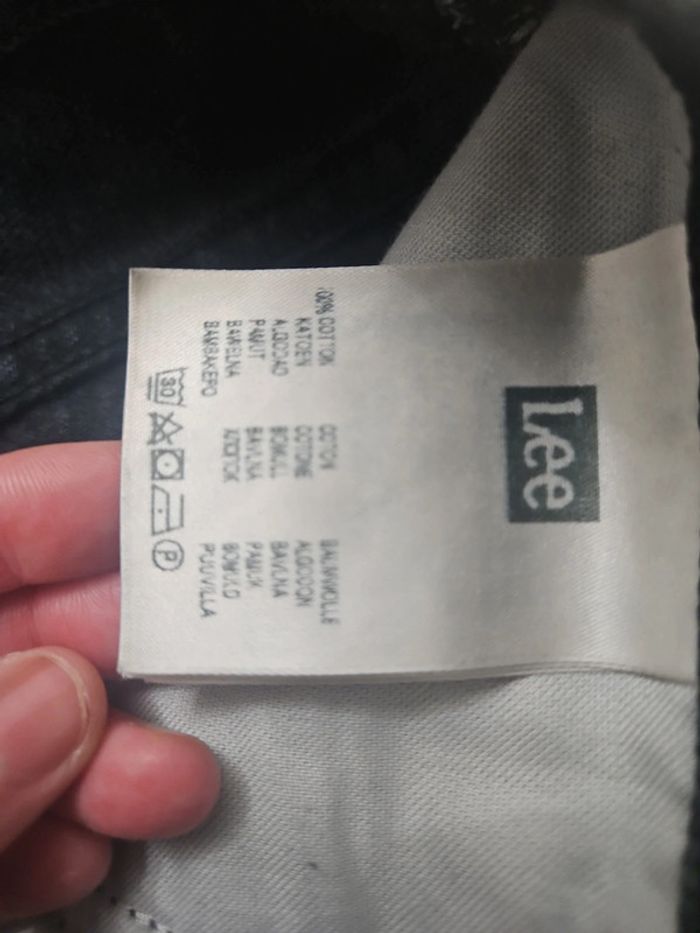 Lee
100% COTTON COTON BAUMWOLLE
KATOEN COTONE ALGODON
ALGODAO BOMULL BAVLNA
PAMUT BAVLNA PAMUK
BAWELNA ХЛОПОК BOMULD
ΒΑΜΒΑΚΕΡΟ PUUVILLA
30 P